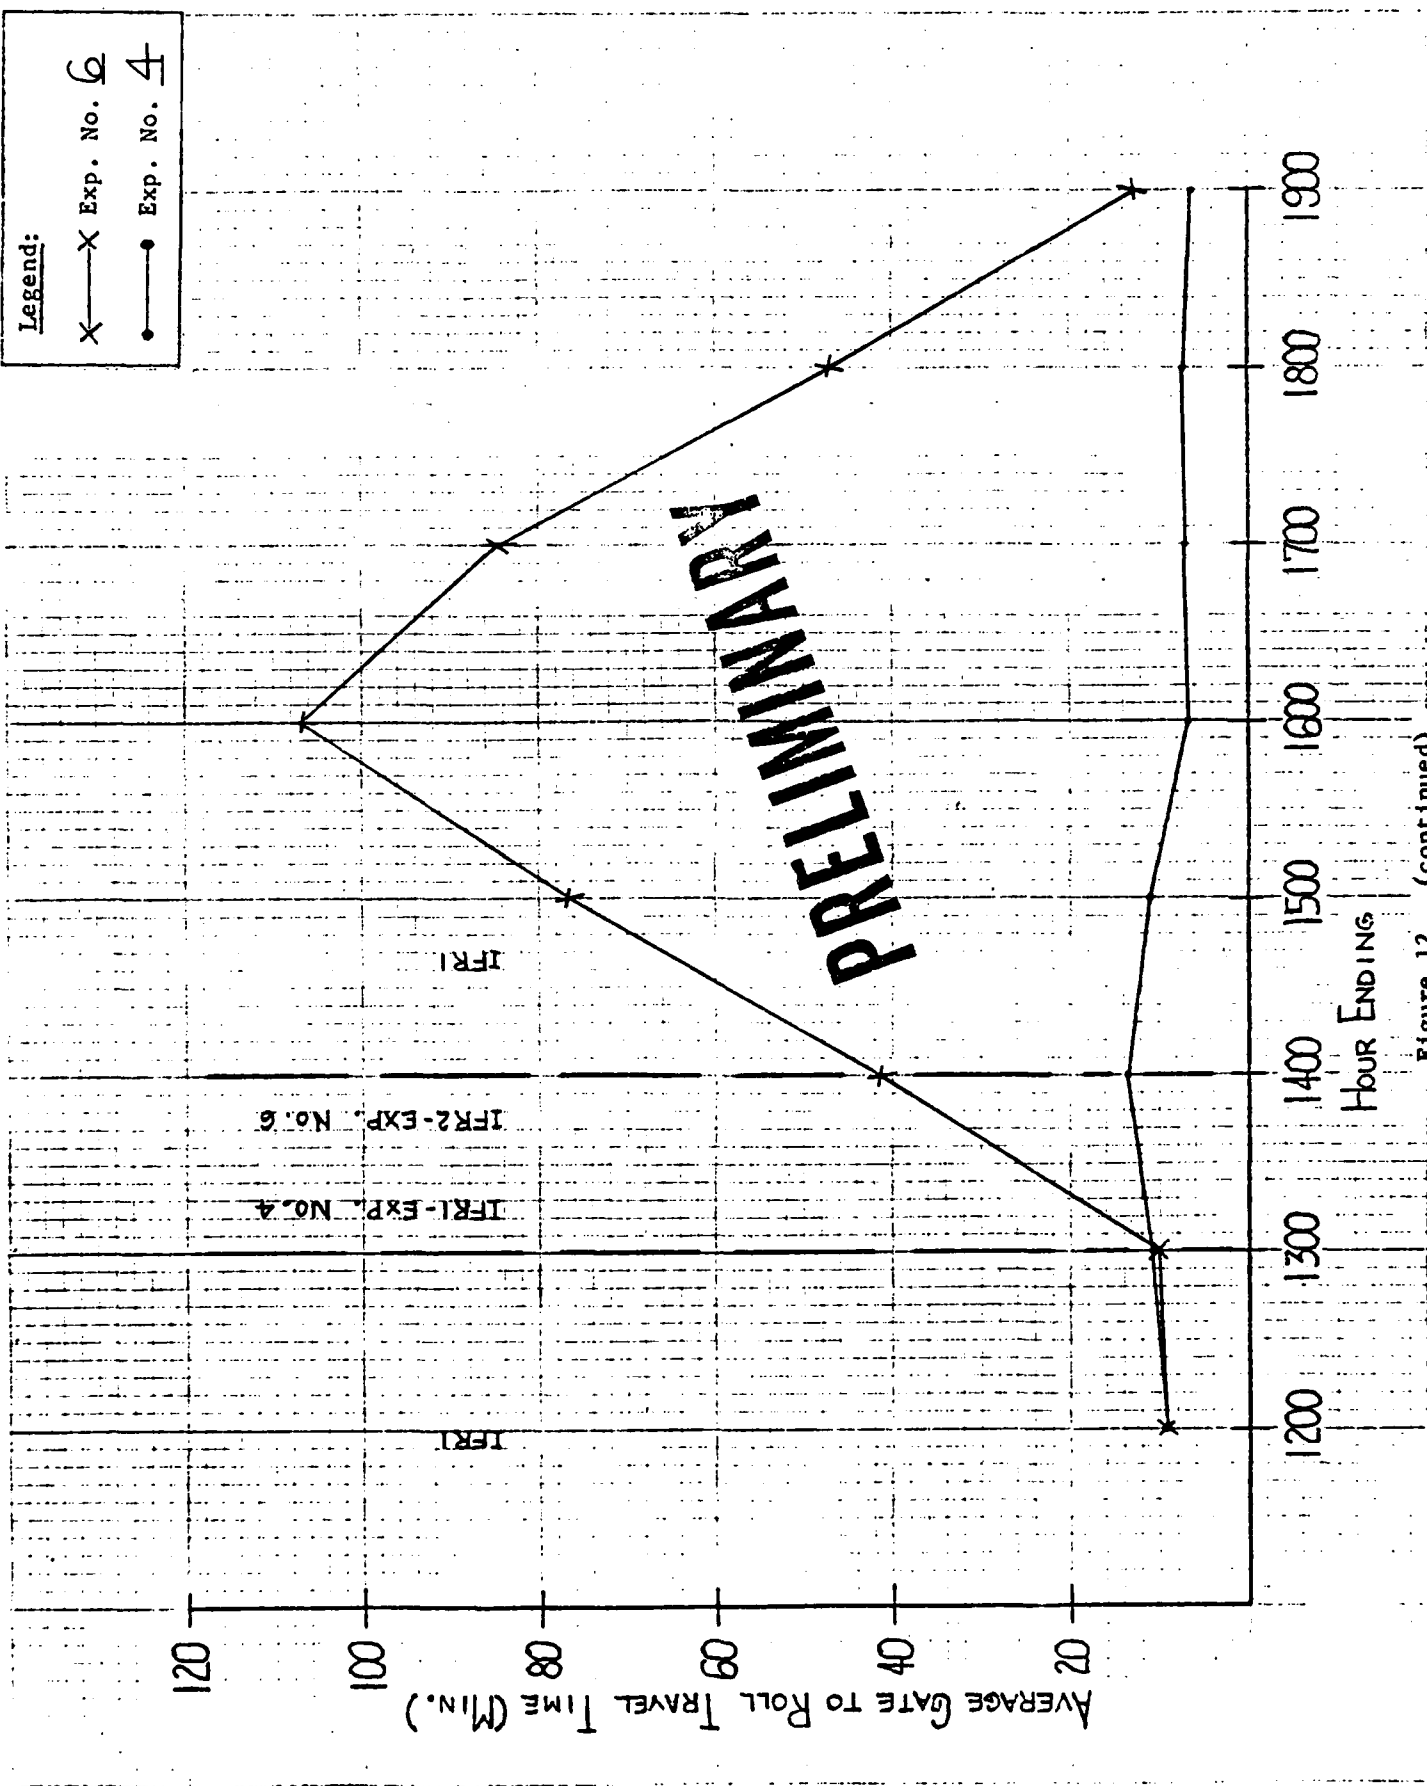 Legend:
X——X Exp. No. 6
●——● Exp. No. 4
AVERAGE GATE TO ROLL TRAVEL TIME (MIN.)
120
100
80
60
40
20
IFR1
IFR1-EXP. NO.4
IFR2-EXP. NO.6
IFR1
PRELIMINARY
1200
1300
1400
1500
1600
1700
1800
1900
HOUR ENDING
Figure 12 (continued)